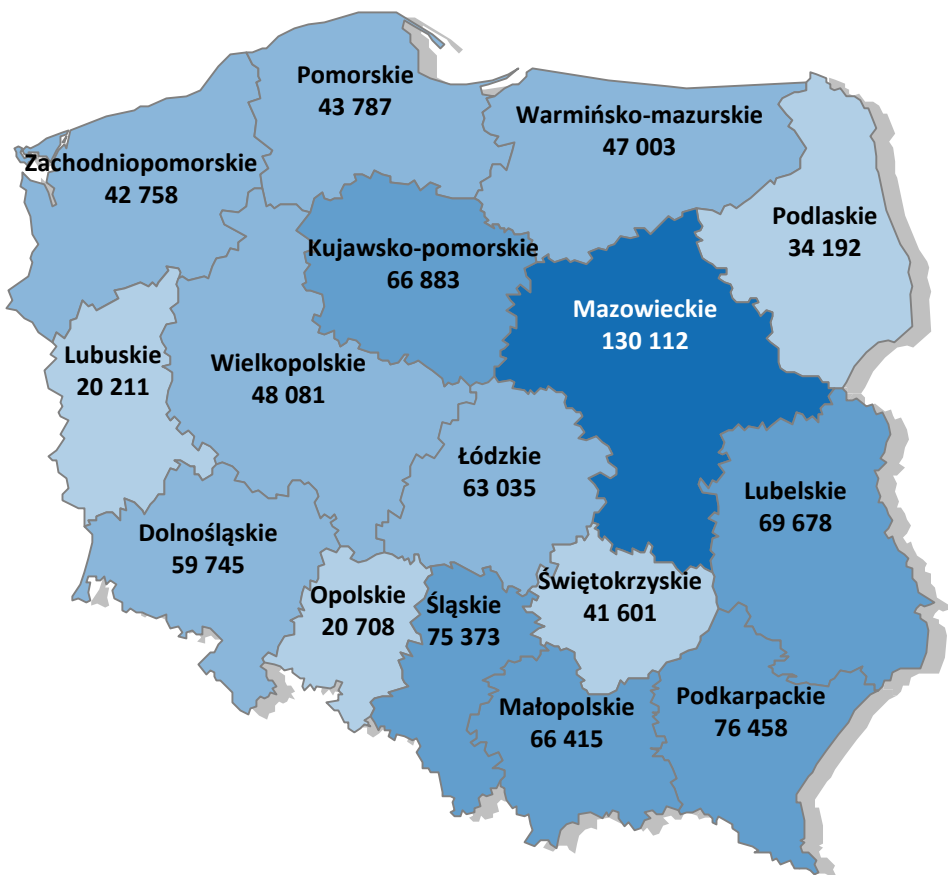 Pomorskie
43 787
Warmińsko-mazurskie
47 003
Zachodniopomorskie
42 758
Podlaskie
34 192
Kujawsko-pomorskie
66 883
Mazowieckie
130 112
Lubuskie
20 211
Wielkopolskie
48 081
Łódzkie
63 035
Lubelskie
69 678
Dolnośląskie
59 745
Opolskie
20 708
Śląskie
75 373
Świętokrzyskie
41 601
Małopolskie
66 415
Podkarpackie
76 458